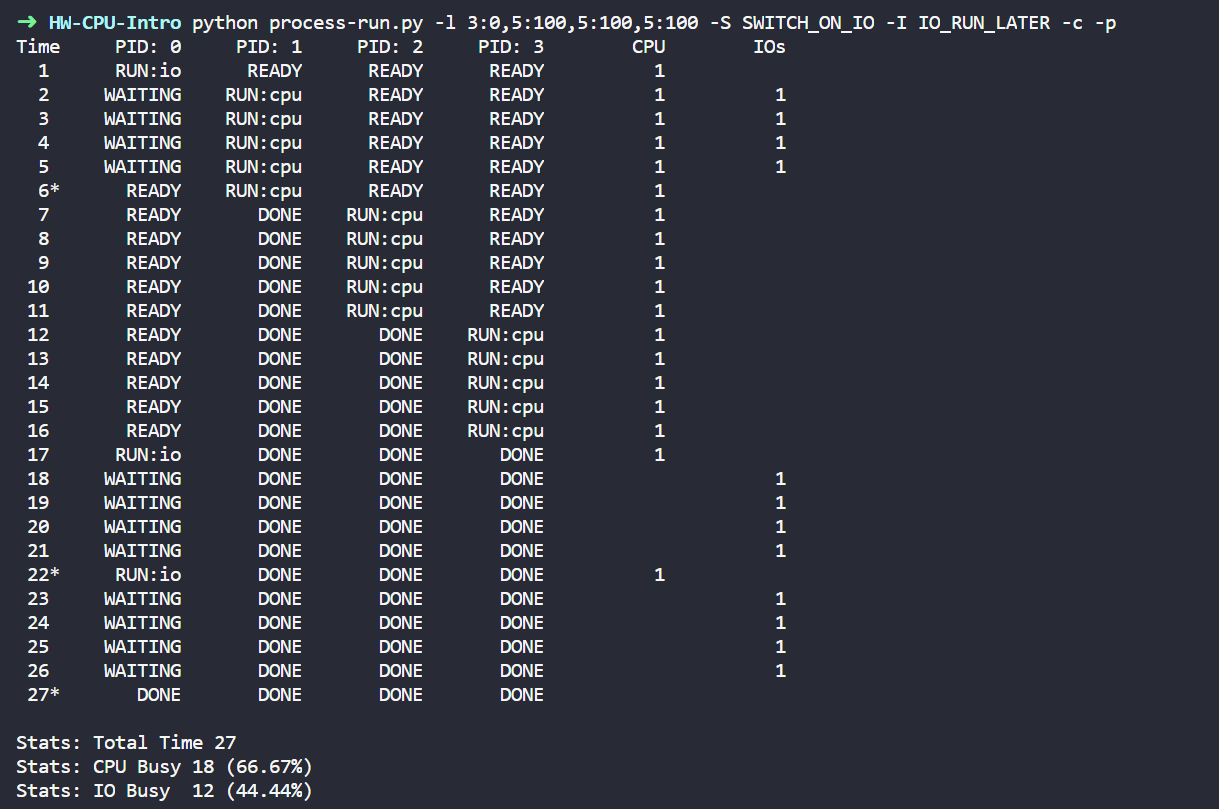 ➜ HW-CPU-Intro python process-run.py -l 3:0,5:100,5:100,5:100 -S SWITCH_ON_IO -I IO_RUN_LATER -c -p
Time     PID: 0     PID: 1     PID: 2     PID: 3        CPU        IOs
  1      RUN:io      READY      READY      READY          1
  2     WAITING    RUN:cpu      READY      READY          1          1
  3     WAITING    RUN:cpu      READY      READY          1          1
  4     WAITING    RUN:cpu      READY      READY          1          1
  5     WAITING    RUN:cpu      READY      READY          1          1
  6*      READY    RUN:cpu      READY      READY          1
  7       READY       DONE    RUN:cpu      READY          1
  8       READY       DONE    RUN:cpu      READY          1
  9       READY       DONE    RUN:cpu      READY          1
 10       READY       DONE    RUN:cpu      READY          1
 11       READY       DONE    RUN:cpu      READY          1
 12       READY       DONE       DONE    RUN:cpu          1
 13       READY       DONE       DONE    RUN:cpu          1
 14       READY       DONE       DONE    RUN:cpu          1
 15       READY       DONE       DONE    RUN:cpu          1
 16       READY       DONE       DONE    RUN:cpu          1
 17      RUN:io       DONE       DONE       DONE          1
 18     WAITING       DONE       DONE       DONE                     1
 19     WAITING       DONE       DONE       DONE                     1
 20     WAITING       DONE       DONE       DONE                     1
 21     WAITING       DONE       DONE       DONE                     1
 22*     RUN:io       DONE       DONE       DONE          1
 23     WAITING       DONE       DONE       DONE                     1
 24     WAITING       DONE       DONE       DONE                     1
 25     WAITING       DONE       DONE       DONE                     1
 26     WAITING       DONE       DONE       DONE                     1
 27*       DONE       DONE       DONE       DONE
Stats: Total Time 27
Stats: CPU Busy 18 (66.67%)
Stats: IO Busy  12 (44.44%)